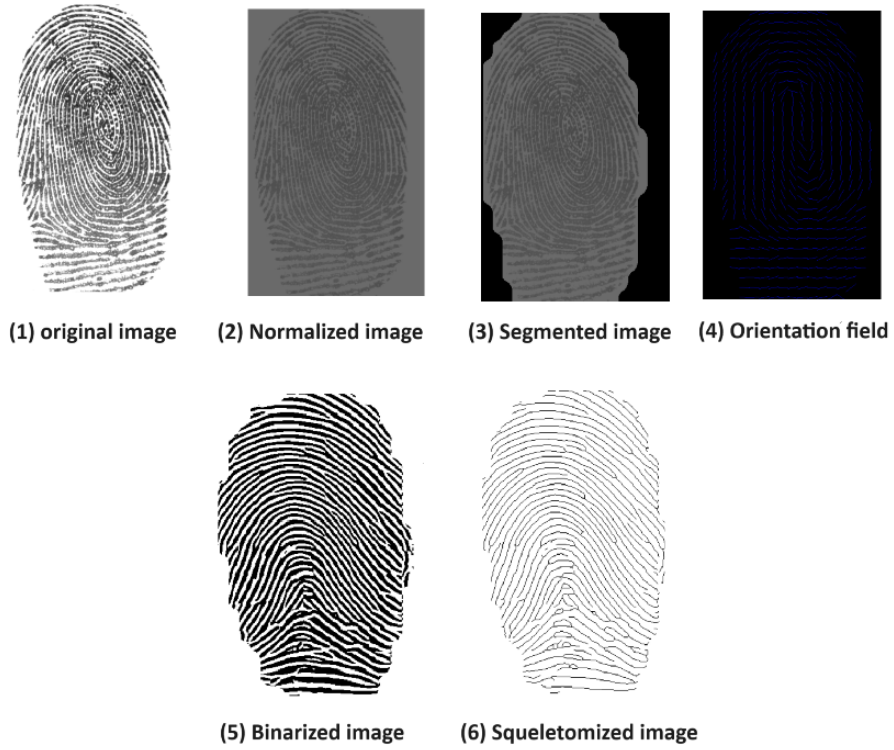 (1) original image
(2) Normalized image
(3) Segmented image
(4) Orientation field
(5) Binarized image
(6) Squeletomized image